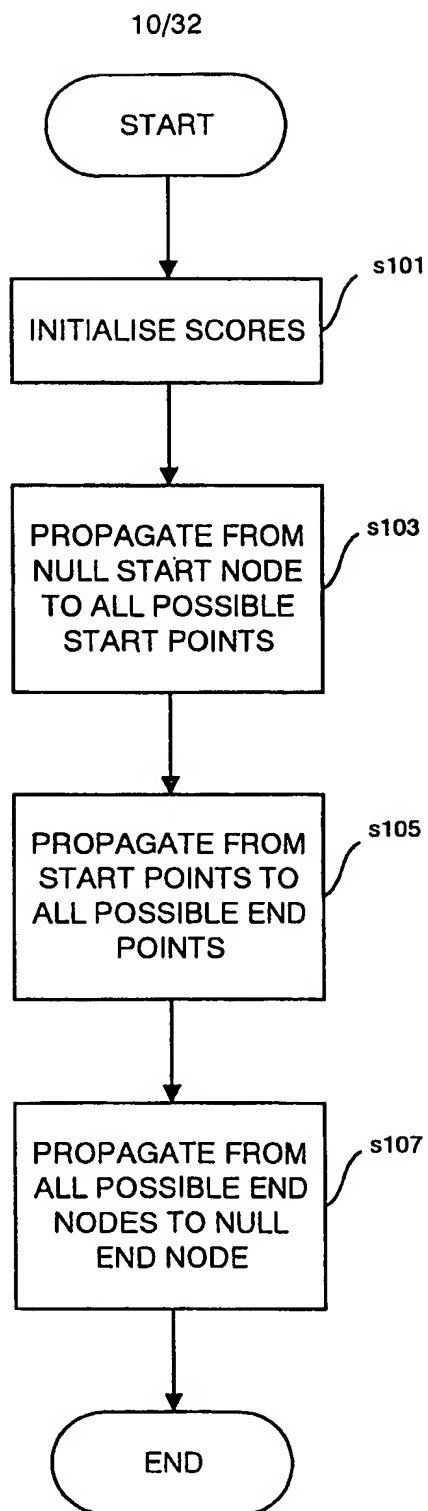 10/32
START
s101
INITIALISE SCORES
s103
PROPAGATE FROM
NULL START NODE
TO ALL POSSIBLE
START POINTS
s105
PROPAGATE FROM
START POINTS TO
ALL POSSIBLE END
POINTS
s107
PROPAGATE FROM
ALL POSSIBLE END
NODES TO NULL
END NODE
END